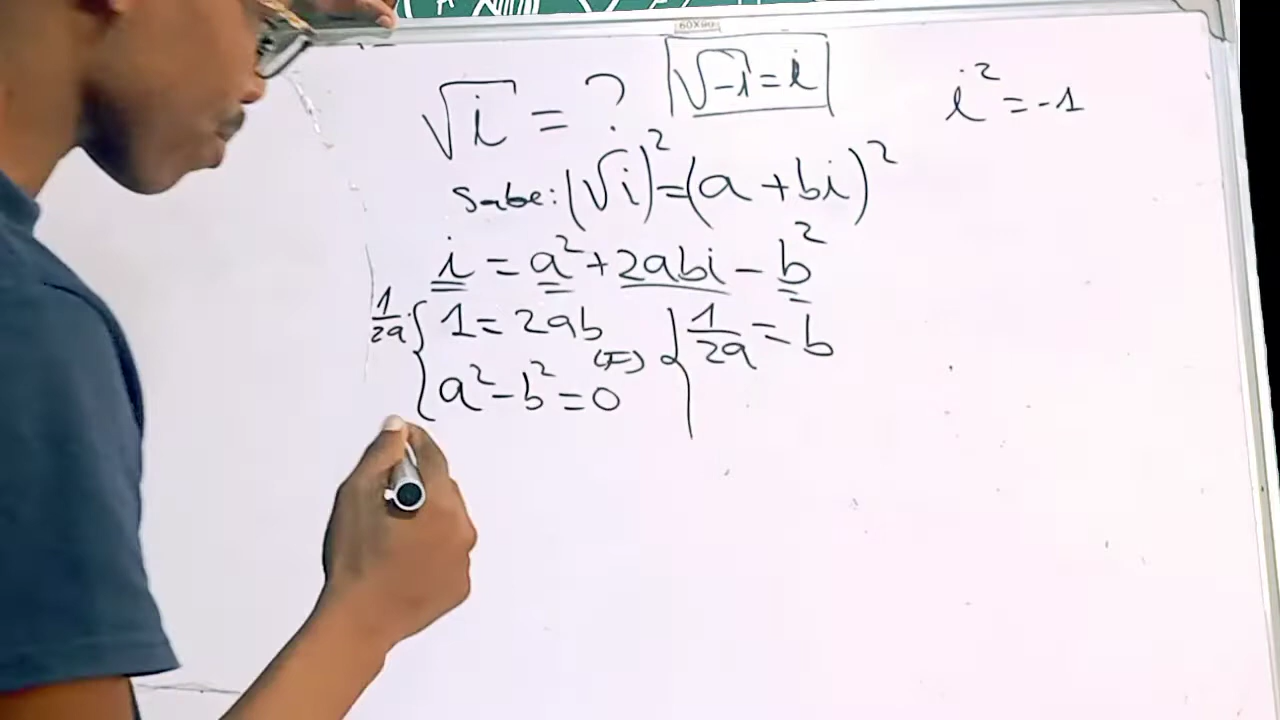 60X90
√i = ? √-1 = i i² = -1
Sabe: (√i)² = (a + bi)²
i = a² + 2abi - b²
1/2a · { 1 = 2ab { 1/2a = b
a² - b² = 0